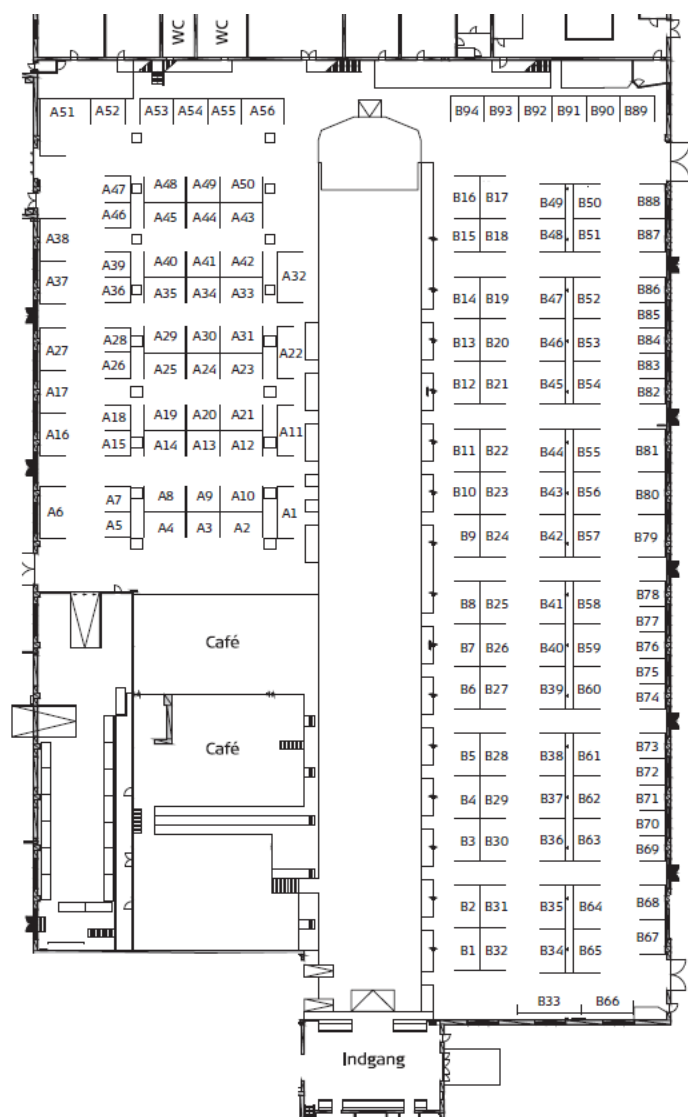 WC WC
A51 A52 A53 A54 A55 A56 B94 B93 B92 B91 B90 B89
A47 A48 A49 A50 B16 B17 B49 B50 B88
A46 A45 A44 A43
A38 B15 B18 B48 B51 B87
A39 A40 A41 A42
A37 A32
A36 A35 A34 A33 B86
B14 B19 B47 B52
B85
A28 A29 A30 A31 B13 B20 B46 B53 B84
A27 A22
A26 A25 A24 A23 B83
A17 B12 B21 B45 B54 B82
A18 A19 A20 A21
A16 A11
A15 A14 A13 A12 B11 B22 B44 B55 B81
A7 A8 A9 A10 B10 B23 B43 B56 B80
A6 A1
A5 A4 A3 A2
B9 B24 B42 B57 B79
B78
B8 B25 B41 B58
B77
Café B7 B26 B40 B59 B76
B75
B6 B27 B39 B60 B74
Café B5 B28 B38 B61 B73
B72
B4 B29 B37 B62 B71
B70
B3 B30 B36 B63 B69
B2 B31 B35 B64 B68
B67
B1 B32 B34 B65
B33 B66
Indgang